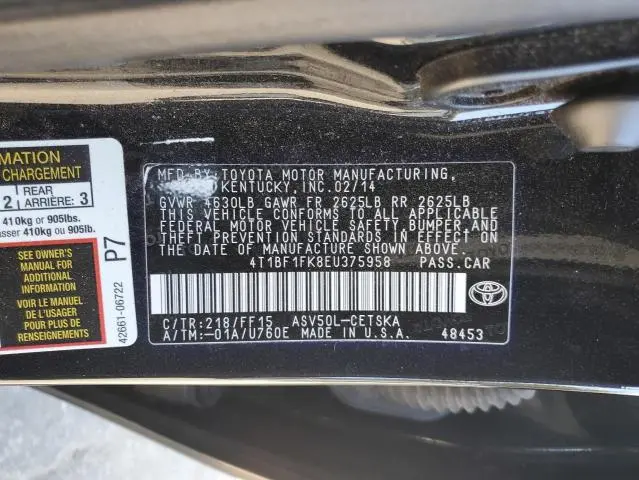 MATION
CHARGEMENT
REAR
2 ARRIÈRE: 3
410kg or 905lbs.
asser 410kg ou 905lb.
SEE OWNER'S
MANUAL FOR
ADDITIONAL
INFORMATION
VOIR LE MANUEL
DE L'USAGER
POUR PLUS DE
RENSEIGNEMENTS
P7
42661-06722
MFD.BY: TOYOTA MOTOR MANUFACTURING,
KENTUCKY, INC. 02/14
GVWR 4630LB GAWR FR 2625LB RR 2625LB
THIS VEHICLE CONFORMS TO ALL APPLICABLE
FEDERAL MOTOR VEHICLE SAFETY, BUMPER, AND
THEFT PREVENTION STANDARDS IN EFFECT ON
THE DATE OF MANUFACTURE SHOWN ABOVE.
4T1BF1FK8EU375958 PASS.CAR
C/TR:218/FF15 ASV50L-CETSKA
A/TM:-01A/U760E MADE IN U.S.A. 48453
TOYOTA